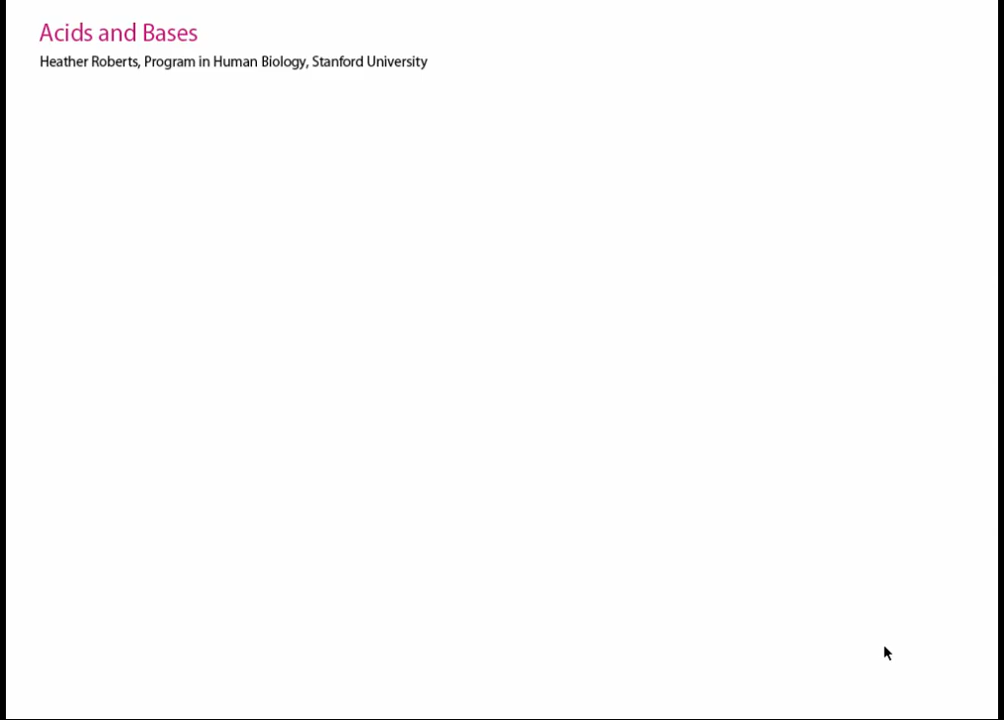 Acids and Bases
Heather Roberts, Program in Human Biology, Stanford University